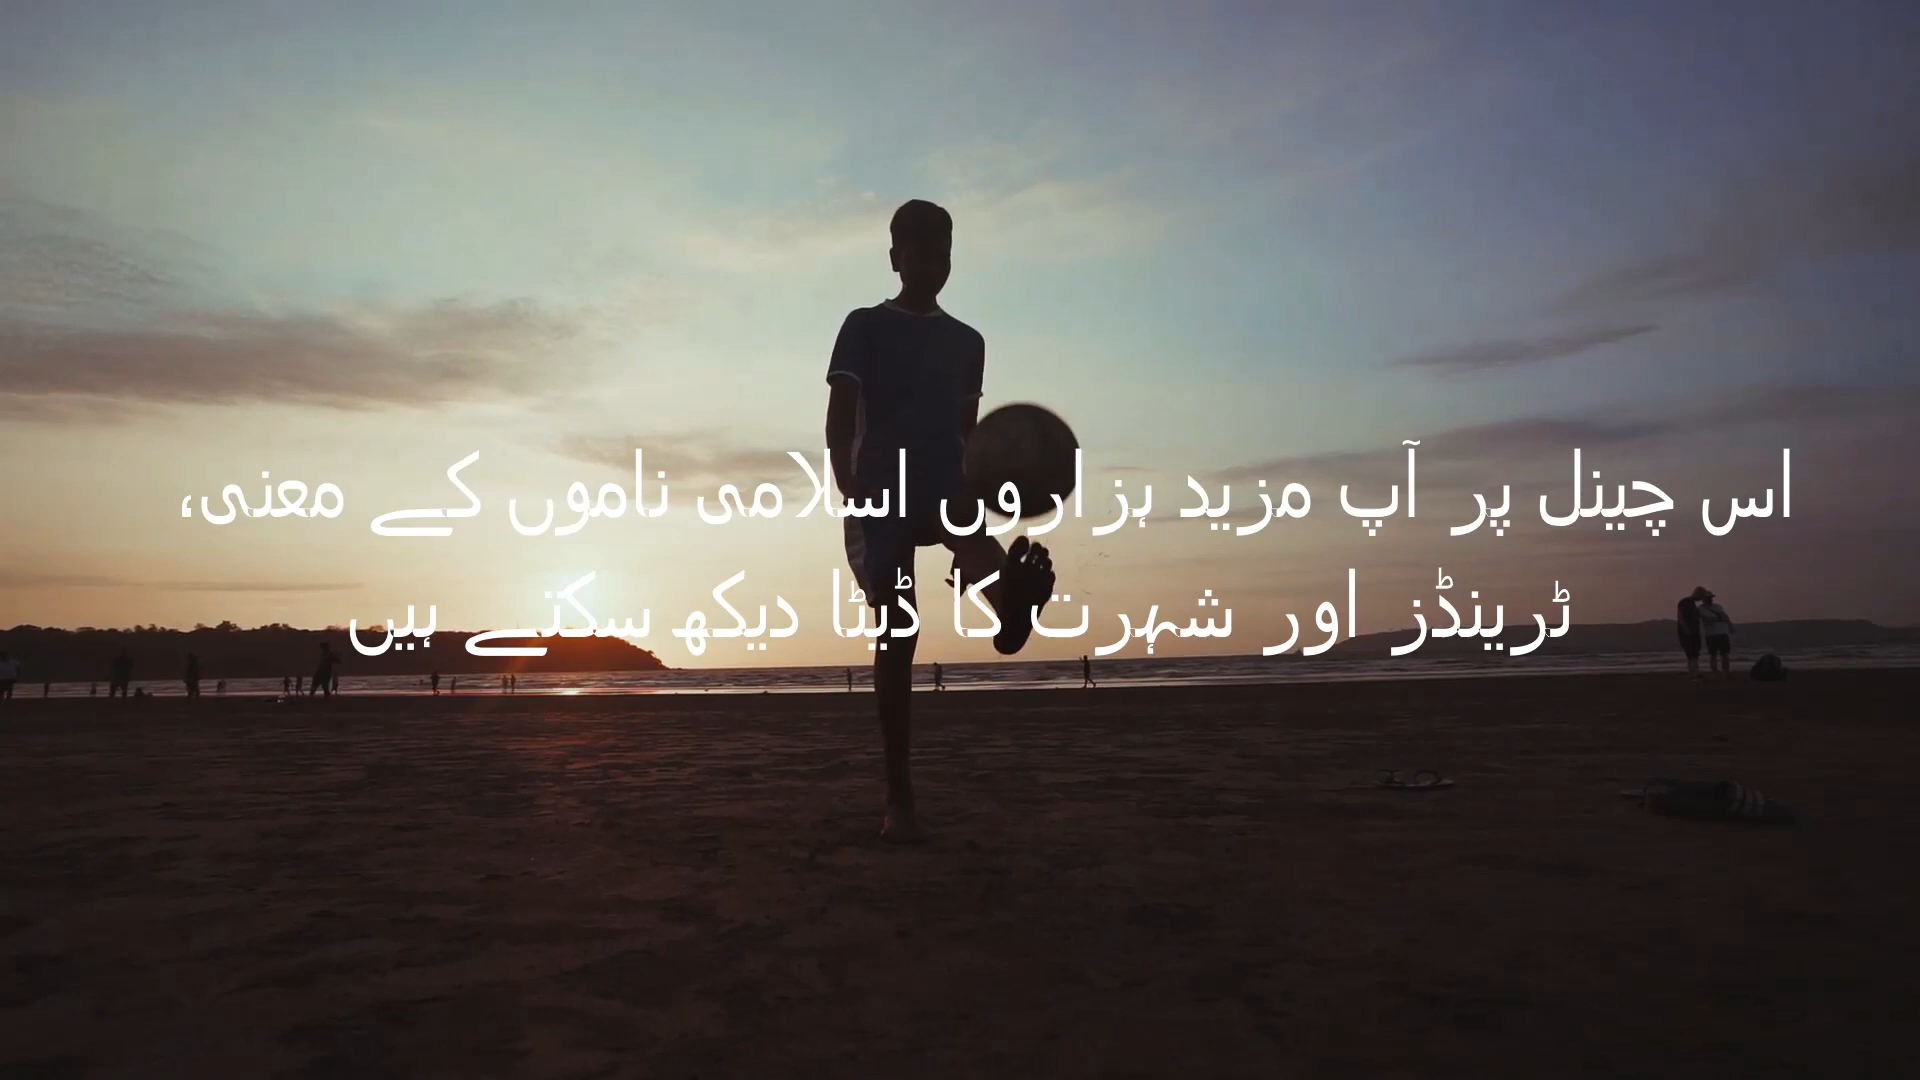 اس چینل پر آپ مزید ہزاروں اسلامی ناموں کے معنی،
ٹرینڈز اور شہرت کا ڈیٹا دیکھ سکتے ہیں